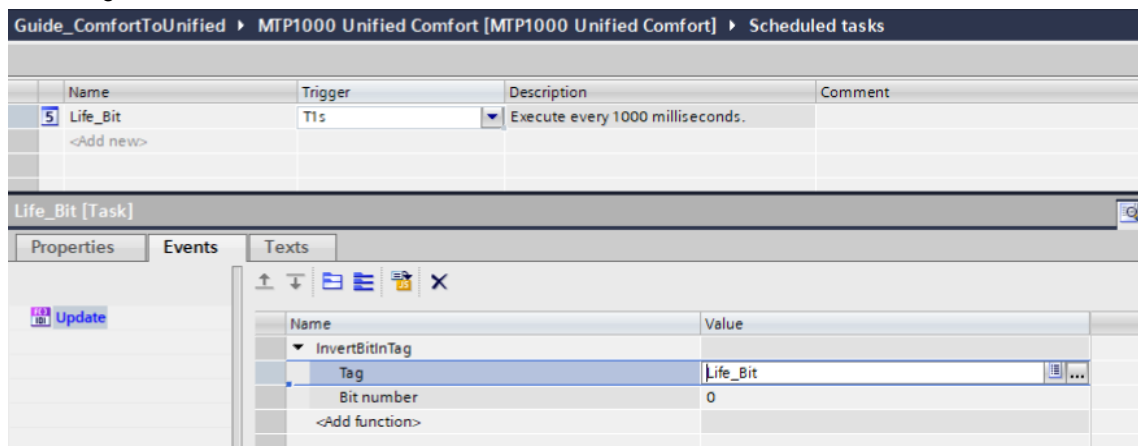 Guide_ComfortToUnified ▸ MTP1000 Unified Comfort [MTP1000 Unified Comfort] ▸ Scheduled tasks
Name Trigger Description Comment
Life_Bit T1s Execute every 1000 milliseconds.
<Add new>
Life_Bit [Task]
Properties Events Texts
Update
Name Value
InvertBitInTag
Tag Life_Bit
Bit number 0
<Add function>